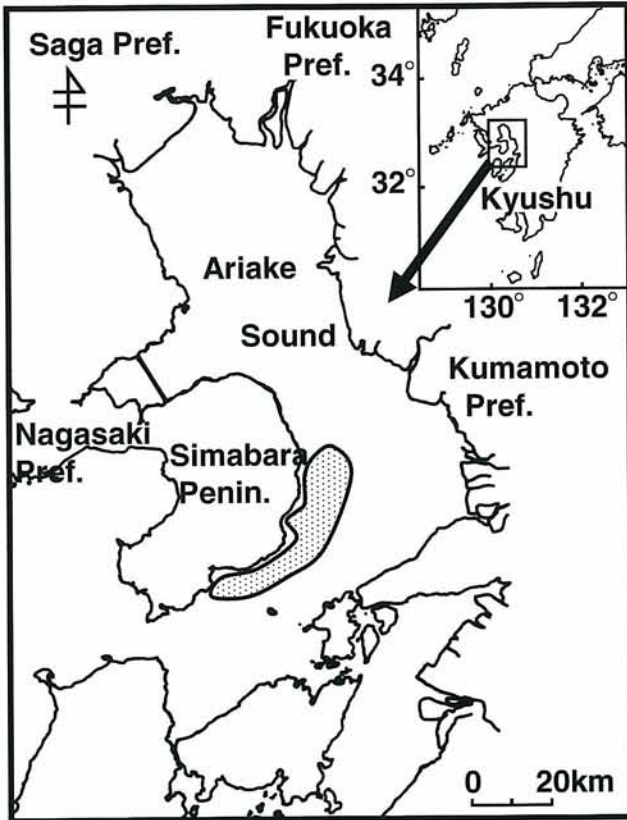 Saga Pref.
Fukuoka
Pref.
34°
32°
Kyushu
130° 132°
Ariake
Sound
Kumamoto
Pref.
Nagasaki
Pref.
Simabara
Penin.
0 20km